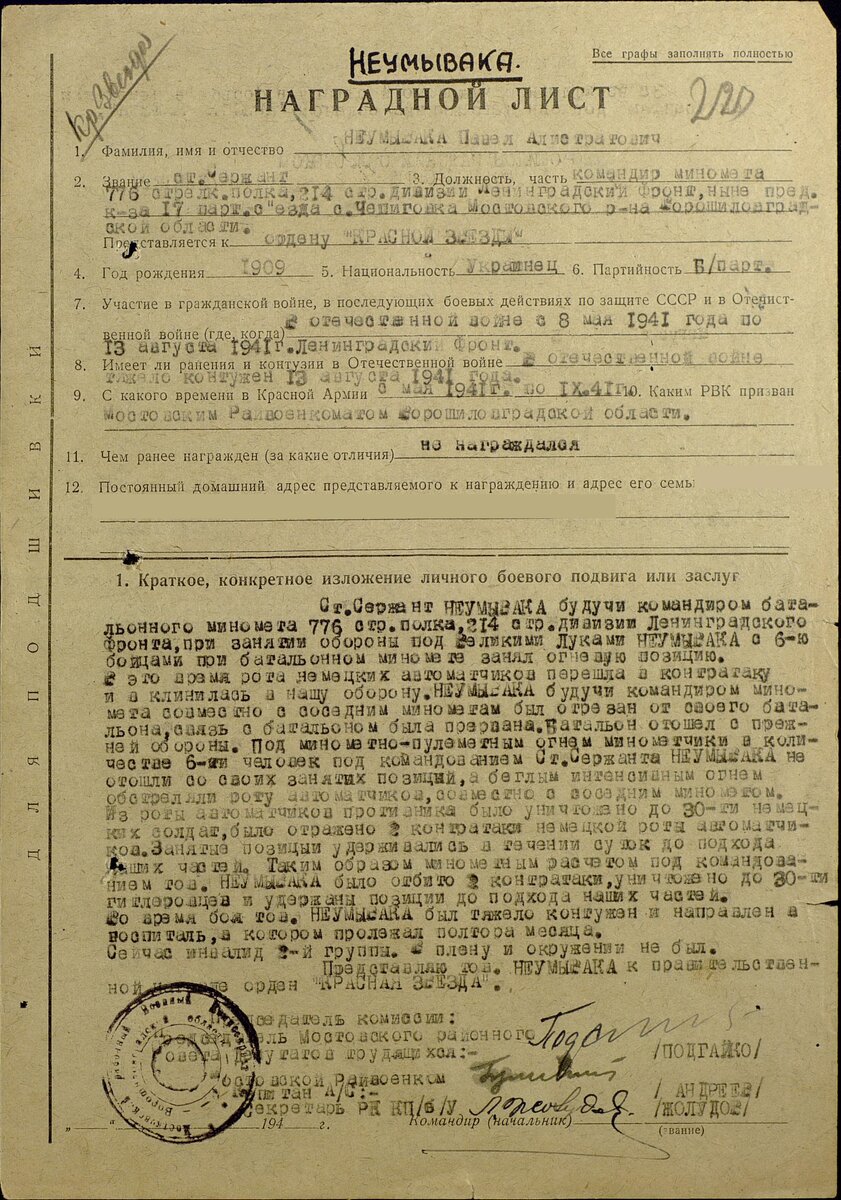 Кр. Звезда
НЕУМЫВАКА.
Все графы заполнять полностью
НАГРАДНОЙ ЛИСТ
220
1. Фамилия, имя и отчество НЕУМЫВАКА Павел Алистратович
2. Звание ст.Сержант 3. Должность, часть командир миномета
776 стрелк.полка,214 стр.дивизии Ленинградский Фронт,ныне пред.
к-за 17 парт.с"езда с.Чепиговка Мостовского р-на Ворошиловград-
ской области.
Представляется к ордену "КРАСНОЙ ЗВЕЗДЫ"
4. Год рождения 1909 5. Национальность Украинец 6. Партийность Б/парт.
7. Участие в гражданской войне, в последующих боевых действиях по защите СССР и в Отечест-
венной войне (где, когда) В отечественной войне с 8 мая 1941 года по
13 августа 1941г.Ленинградский Фронт.
8. Имеет ли ранения и контузии в Отечественной войне В отечественной войне
тяжело контужен 13 августа 1941 года.
9. С какого времени в Красной Армии с мая 1941г. по IX.41г. 10. Каким РВК призван
Мостовским Райвоенкоматом Ворошиловградской области.
11. Чем ранее награжден (за какие отличия) не награждался
12. Постоянный домашний адрес представляемого к награждению и адрес его семь
ДЛЯ ПОДШИВКИ
1. Краткое, конкретное изложение личного боевого подвига или заслуг
Ст.Сержант НЕУМЫВАКА будучи командиром бата-
льонного миномета 776 стр.полка,214 стр.дивизии Ленинградского
Фронта,при занятии обороны под Великими Луками НЕУМЫВАКА с 6-ю
бойцами при батальонном миномете занял огневую позицию.
В это время рота немецких автоматчиков перешла в контратаку
и в клинилась в нашу оборону.НЕУМЫВАКА будучи командиром мино-
мета совместно с соседним минометам был отрезан от своего бата-
льона,связь с батальоном была прервана.Батальон отошел с преж-
ней обороны. Под минометно-пулеметным огнем минометчики в коли-
честве 6-ти человек под командованием Ст.Сержанта НЕУМЫВАКА не
отошли со своих занятих позиций,а беглым интенсивным огнем
обстреляли роту автоматчиков,совместно с соседним минометом.
Из роты автоматчиков противника было уничтожено до 30-ти немец-
ких солдат,было отражено 2 контратаки немецкой роты автоматчи-
ков.Занятые позиции удерживались в течении суток до подхода
наших частей. Таким образом минометным расчетом под командова-
нием тов. НЕУМЫВАКА было отбито 2 контратаки,уничтожено до 30-ти
гитлеровцев и удержаны позиции до подхода наших частей.
Во время боя тов. НЕУМЫВАКА был тяжело контужен и направлен в
госпиталь,в котором пролежал полтора месяца.
Сейчас инвалид 2-й группы. В плену и окружении не был.
Представляю тов. НЕУМЫВАКА к правительствен-
ной награде орден "КРАСНАЯ ЗВЕЗДА".
Председатель комиссии:
Председатель Мостовского районного
Совета депутатов трудящихся:- /ПОДГАЙКО/
Мостовской Райвоенком
Капитан А/С:- / АНДРЕЕВ/
Секретарь РК КП/б/У /ЖОЛУДОВ/
" " 194 г. Командир (начальник)
(звание)